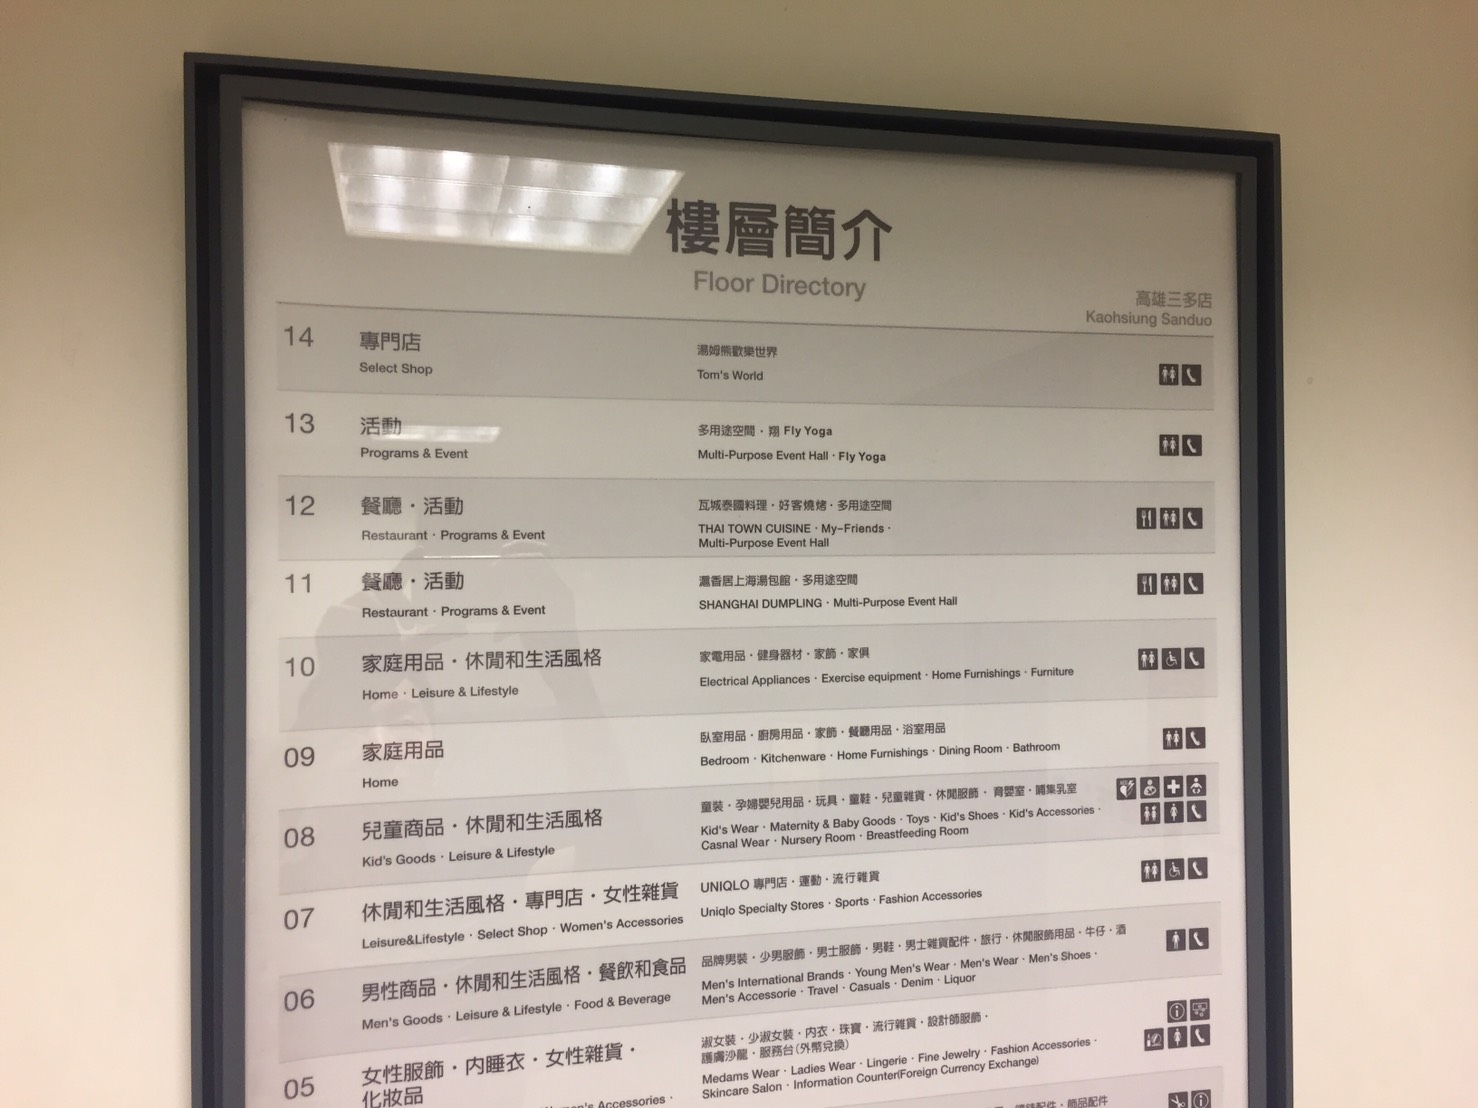 樓層簡介
Floor Directory
高雄三多店
Kaohsiung Sanduo
14
專門店
Select Shop
湯姆熊歡樂世界
Tom's World
13
活動
Programs & Event
多用途空間・翔 Fly Yoga
Multi-Purpose Event Hall・Fly Yoga
12
餐廳・活動
Restaurant・Programs & Event
瓦城泰國料理・好客燒烤・多用途空間
THAI TOWN CUISINE・My-Friends・
Multi-Purpose Event Hall
11
餐廳・活動
Restaurant・Programs & Event
滬香居上海湯包館・多用途空間
SHANGHAI DUMPLING・Multi-Purpose Event Hall
10
家庭用品・休閒和生活風格
Home・Leisure & Lifestyle
家電用品・健身器材・家飾・家俱
Electrical Appliances・Exercise equipment・Home Furnishings・Furniture
09
家庭用品
Home
臥室用品・廚房用品・家飾・餐廳用品・浴室用品
Bedroom・Kitchenware・Home Furnishings・Dining Room・Bathroom
08
兒童商品・休閒和生活風格
Kid's Goods・Leisure & Lifestyle
童裝・孕婦嬰兒用品・玩具・童鞋・兒童雜貨・休閒服飾・育嬰室・哺集乳室
Kid's Wear・Maternity & Baby Goods・Toys・Kid's Shoes・Kid's Accessories・
Casnal Wear・Nursery Room・Breastfeeding Room
07
休閒和生活風格・專門店・女性雜貨
Leisure&Lifestyle・Select Shop・Women's Accessories
UNIQLO 專門店・運動・流行雜貨
Uniqlo Specialty Stores・Sports・Fashion Accessories
06
男性商品・休閒和生活風格・餐飲和食品
Men's Goods・Leisure & Lifestyle・Food & Beverage
品牌男裝・少男服飾・男士服飾・男鞋・男士雜貨配件・旅行・休閒服飾用品・牛仔・酒
Men's International Brands・Young Men's Wear・Men's Wear・Men's Shoes・
Men's Accessorie・Travel・Casuals・Denim・Liquor
05
女性服飾・內睡衣・女性雜貨・
化妝品
Accessories・
淑女裝・少淑女裝・內衣・珠寶・流行雜貨・設計師服飾・
護膚沙龍・服務台(外幣兌換)
Medams Wear・Ladies Wear・Lingerie・Fine Jewelry・Fashion Accessories・
Skincare Salon・Information Counter(Foreign Currency Exchange)
配件・飾品配件